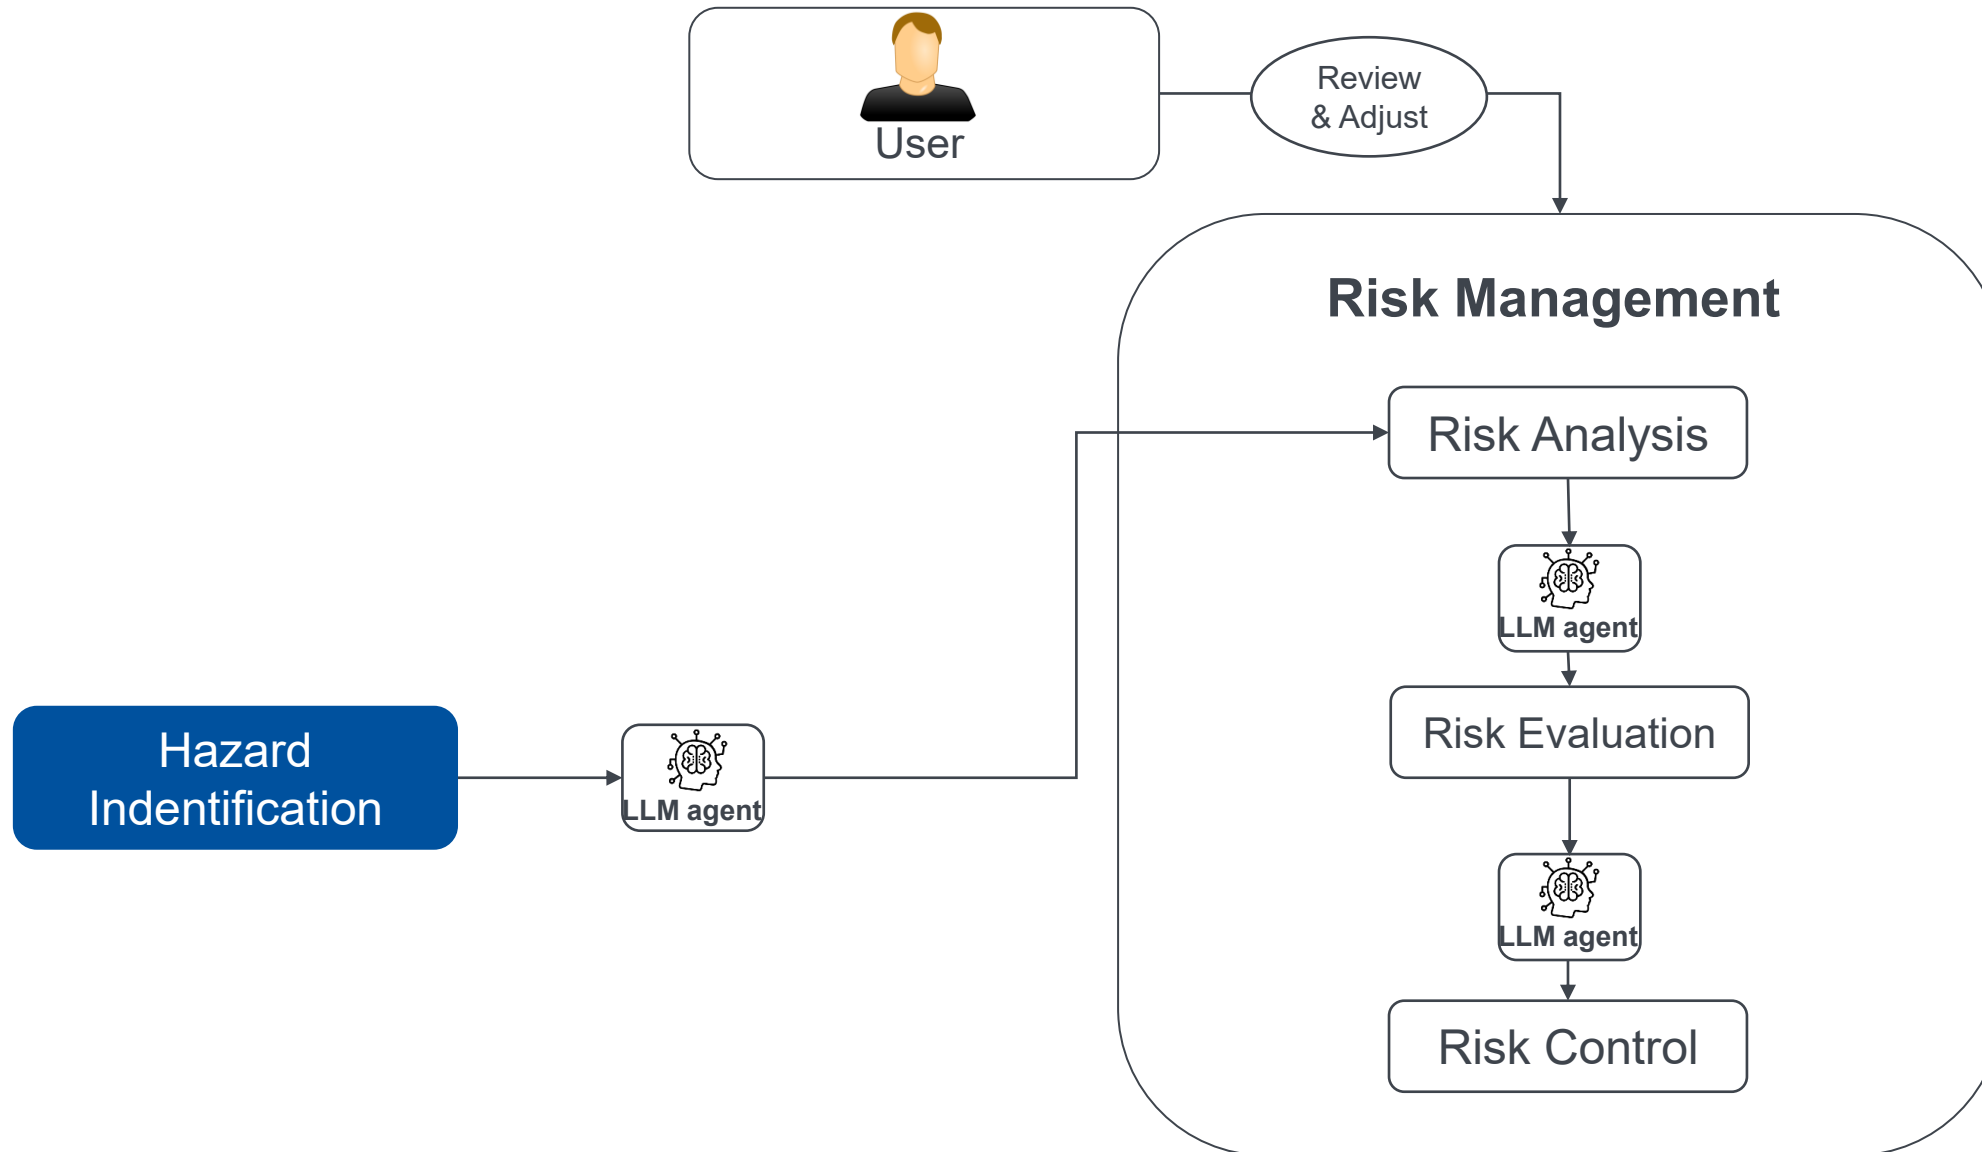 User
Review
& Adjust
Risk Management
Risk Analysis
LLM agent
Risk Evaluation
Hazard
Indentification
LLM agent
LLM agent
Risk Control